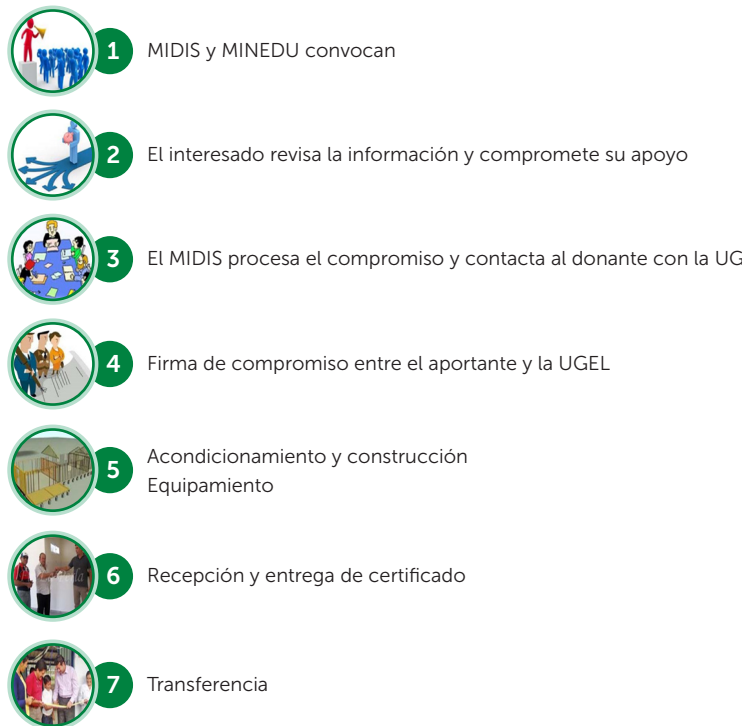 1 MIDIS y MINEDU convocan
2 El interesado revisa la información y compromete su apoyo
3 El MIDIS procesa el compromiso y contacta al donante con la UG
4 Firma de compromiso entre el aportante y la UGEL
5 Acondicionamiento y construcción
Equipamiento
6 Recepción y entrega de certificado
7 Transferencia